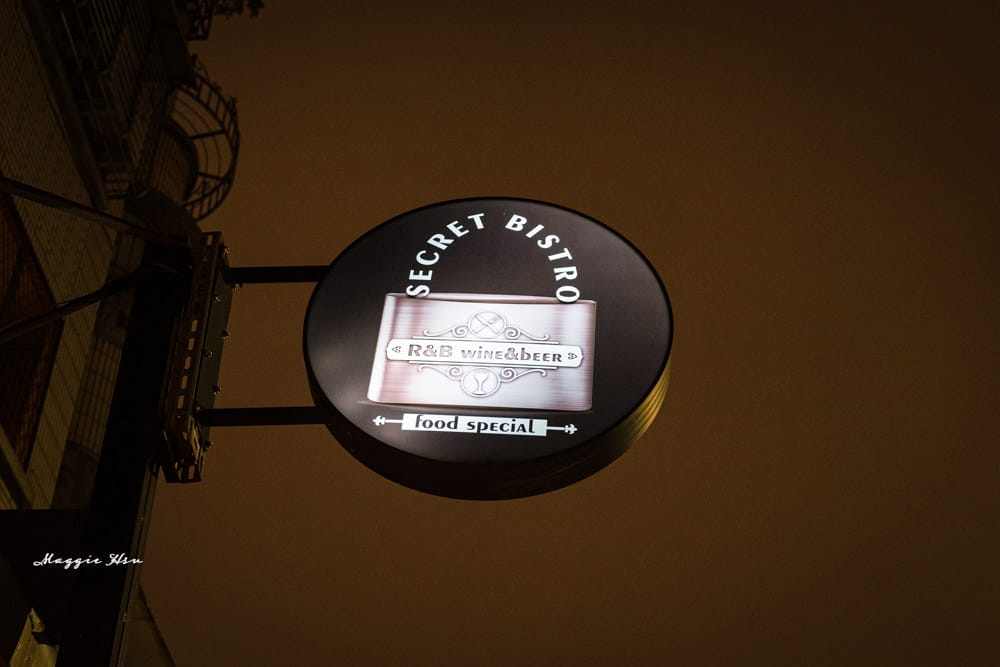 SECRET BISTRO
R&B WINE&BEER
food SPECIAL
Maggie Hsu